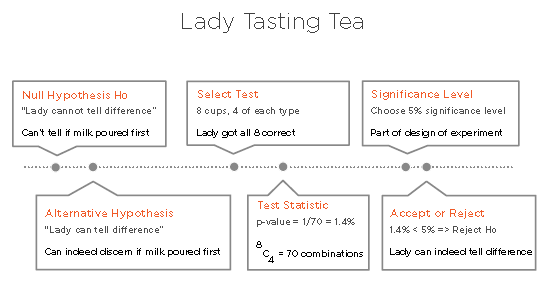 Lady Tasting Tea
Null Hypothesis Ho
"Lady cannot tell difference"
Can't tell if milk poured first
Select Test
8 cups, 4 of each type
Lady got all 8 correct
Significance Level
Choose 5% significance level
Part of design of experiment
Alternative Hypothesis
"Lady can tell difference"
Can indeed discern if milk poured first
Test Statistic
p-value = 1/70 = 1.4%
⁸C₄ = 70 combinations
Accept or Reject
1.4% < 5% => Reject Ho
Lady can indeed tell difference